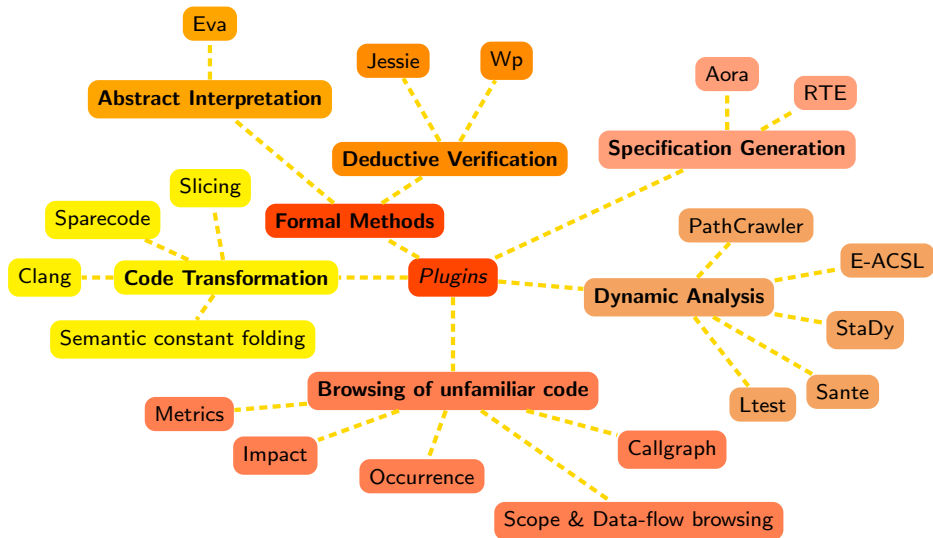 Eva
Jessie
Wp
Aora
RTE
Abstract Interpretation
Deductive Verification
Specification Generation
Slicing
Sparecode
Formal Methods
PathCrawler
Clang
Code Transformation
Plugins
E-ACSL
Dynamic Analysis
StaDy
Semantic constant folding
Browsing of unfamiliar code
Sante
Ltest
Metrics
Impact
Callgraph
Occurrence
Scope & Data-flow browsing